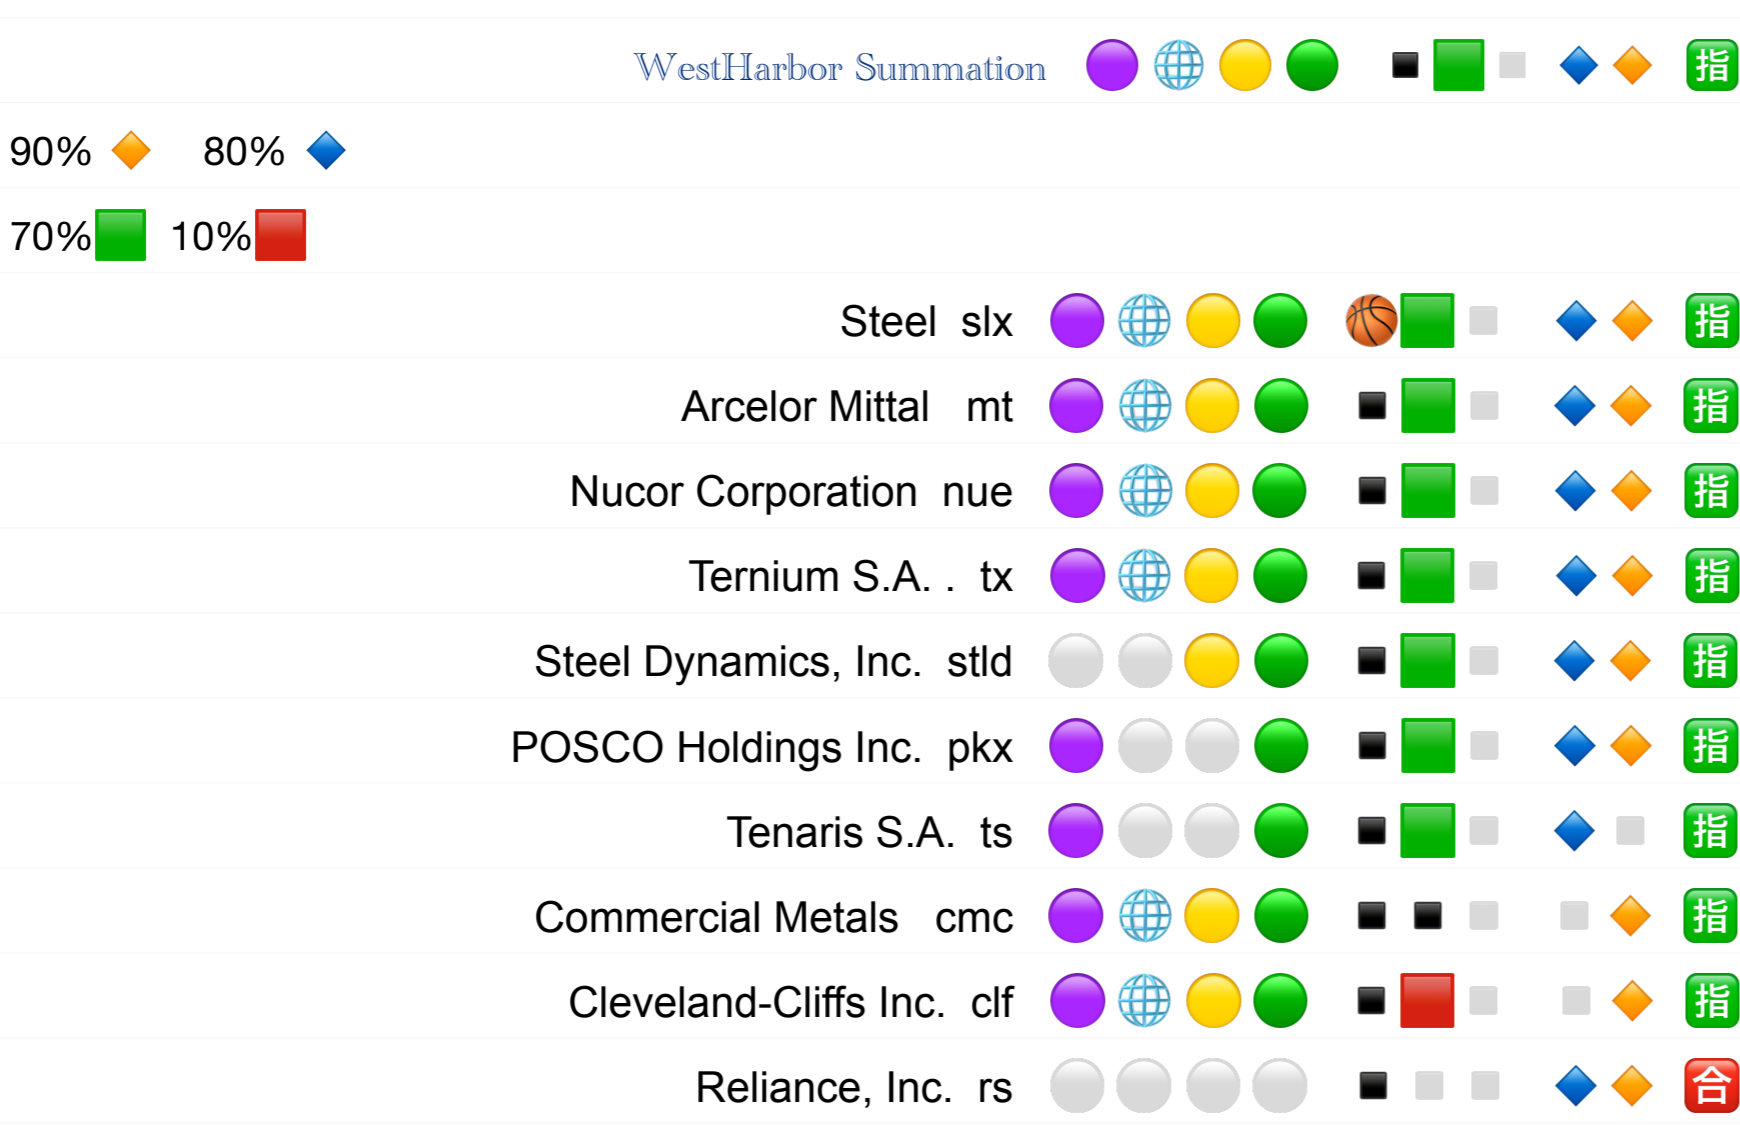 WestHarbor Summation 指
90% 80%
70% 10%
Steel slx 指
Arcelor Mittal mt 指
Nucor Corporation nue 指
Ternium S.A. . tx 指
Steel Dynamics, Inc. stld 指
POSCO Holdings Inc. pkx 指
Tenaris S.A. ts 指
Commercial Metals cmc 指
Cleveland-Cliffs Inc. clf 指
Reliance, Inc. rs 合